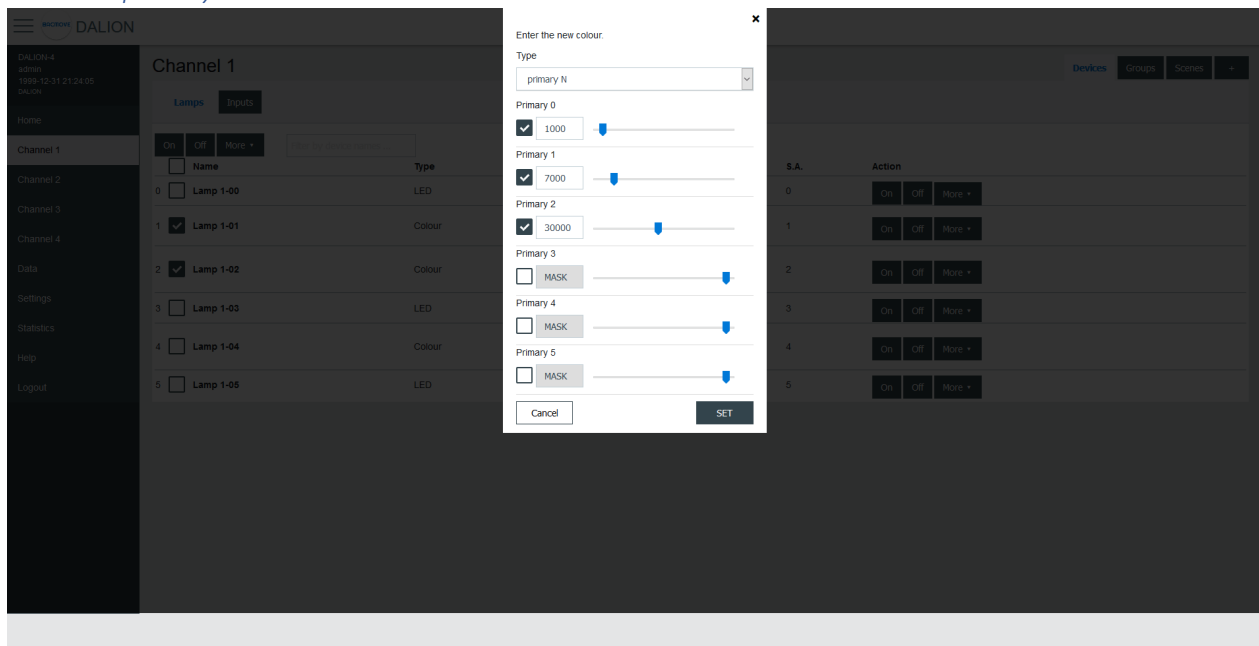 MICROSYS DALION
DALION-4
admin
1999-12-31 21:24:05
DALION
Home
Channel 1
Channel 2
Channel 3
Channel 4
Data
Settings
Statistics
Help
Logout
Channel 1
Devices Groups Scenes +
Lamps Inputs
On Off More
Name Type S.A. Action
0 Lamp 1-00 LED 0 On Off More
1 Lamp 1-01 Colour 1 On Off More
2 Lamp 1-02 Colour 2 On Off More
3 Lamp 1-03 LED 3 On Off More
4 Lamp 1-04 Colour 4 On Off More
5 Lamp 1-05 LED 5 On Off More
Enter the new colour.
Type
primary N
Primary 0
1000
Primary 1
7000
Primary 2
30000
Primary 3
MASK
Primary 4
MASK
Primary 5
MASK
Cancel SET